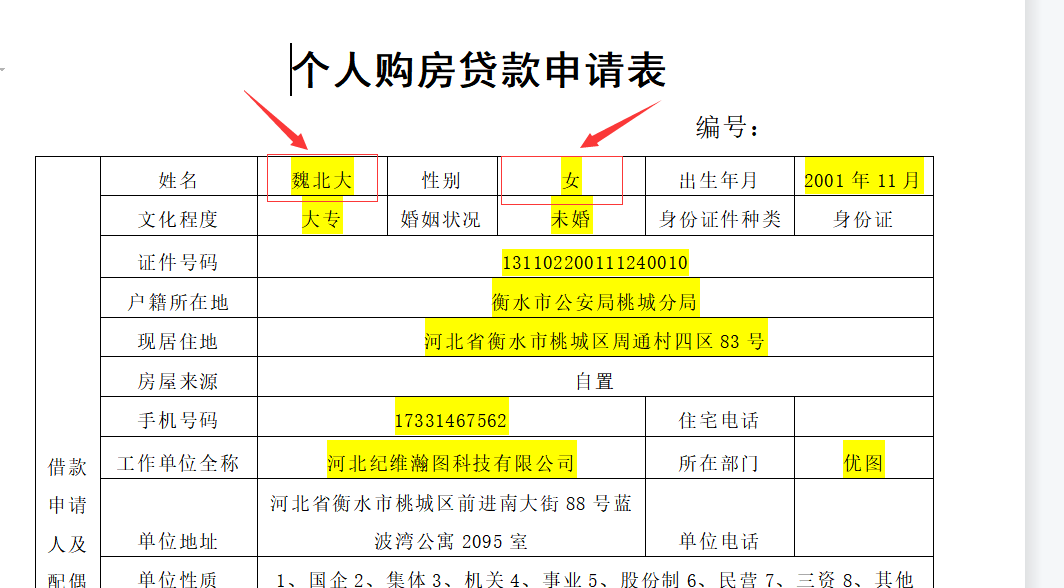 个人购房贷款申请表
编号：
姓名 魏北大 性别 女 出生年月 2001 年 11 月
文化程度 大专 婚姻状况 未婚 身份证件种类 身份证
证件号码 131102200111240010
户籍所在地 衡水市公安局桃城分局
现居住地 河北省衡水市桃城区周通村四区 83 号
房屋来源 自置
手机号码 17331467562 住宅电话
工作单位全称 河北纪维瀚图科技有限公司 所在部门 优图
单位地址 河北省衡水市桃城区前进南大街 88 号蓝
波湾公寓 2095 室 单位电话
单位性质 1、国企 2、集体 3、机关 4、事业 5、股份制 6、民营 7、三资 8、其他
借款
申请
人及
配偶